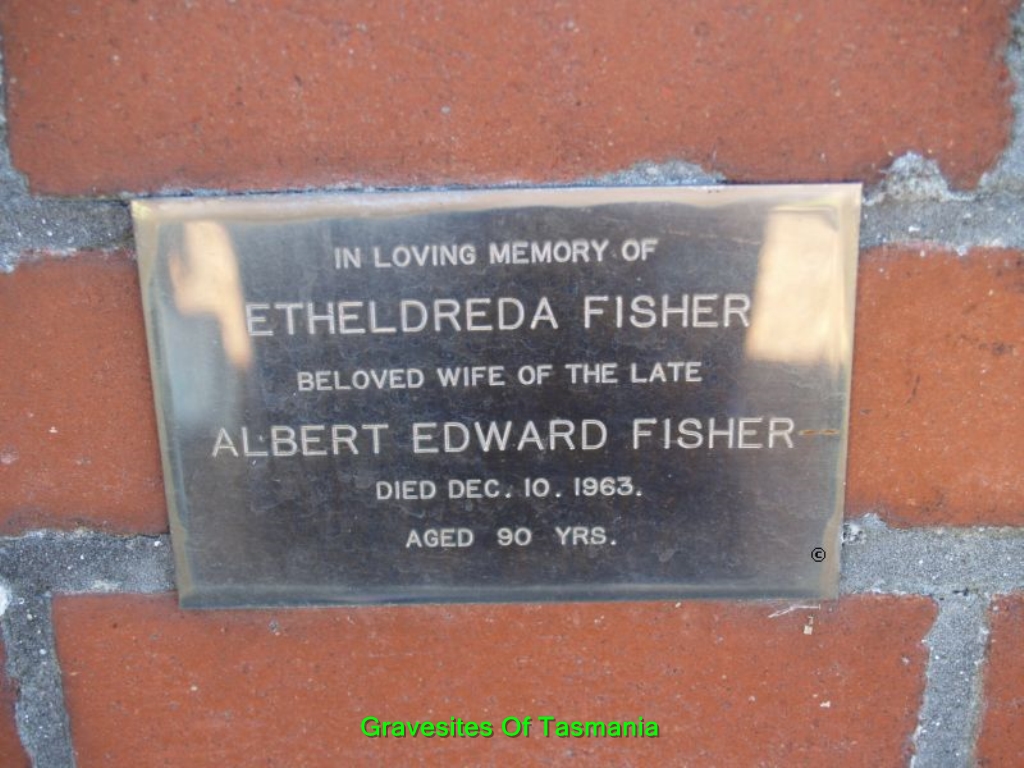 IN LOVING MEMORY OF
ETHELDREDA FISHER
BELOVED WIFE OF THE LATE
ALBERT EDWARD FISHER
DIED DEC. 10. 1963.
AGED 90 YRS.
©
Gravesites Of Tasmania